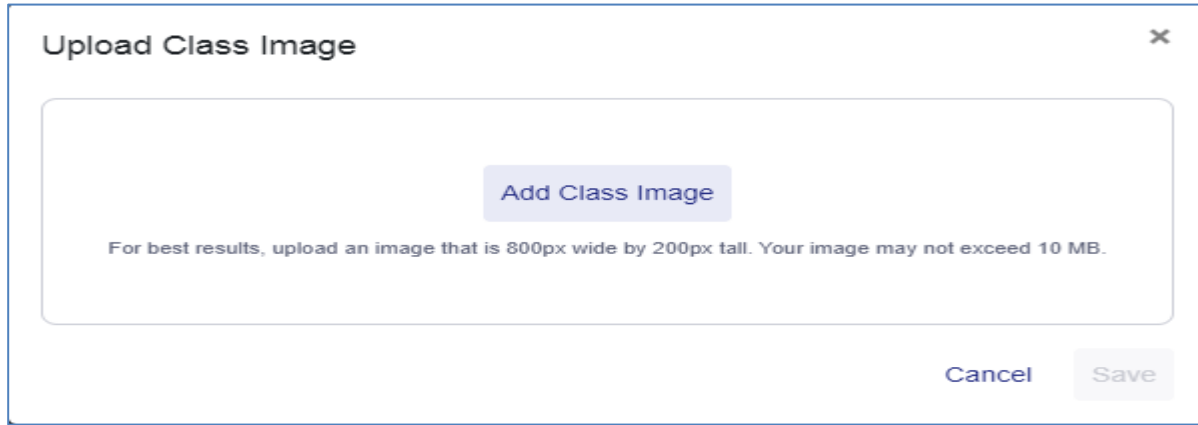 Upload Class Image
Add Class Image
For best results, upload an image that is 800px wide by 200px tall. Your image may not exceed 10 MB.
Cancel
Save